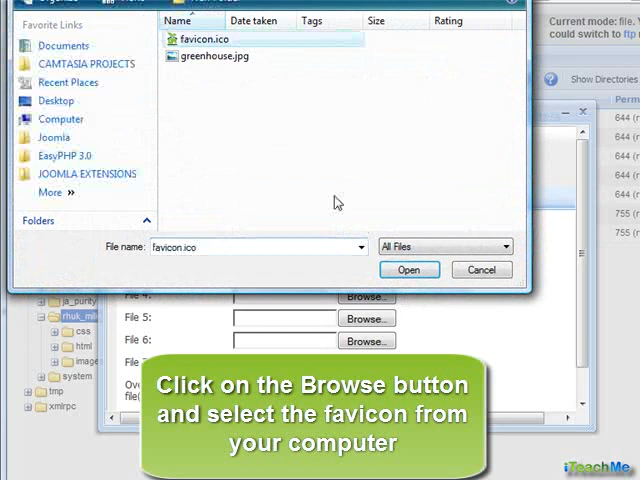 Name
Date taken
Tags
Size
Rating
Favorite Links
Documents
CAMTASIA PROJECTS
Recent Places
Desktop
Computer
Joomla
EasyPHP 3.0
JOOMLA EXTENSIONS
More »
Folders
favicon.ico
greenhouse.jpg
File name:
favicon.ico
All Files
Open
Cancel
Current mode: file.
could switch to ftp
Show Directories
Perm
644 (r
644 (r
644 (r
644 (r
644 (r
755 (r
755 (r
Browse...
File 5:
Browse...
File 6:
Browse...
ja_purity
css
html
system
tmp
xmlrpc
Click on the Browse button
and select the favicon from
your computer
iTeachMe